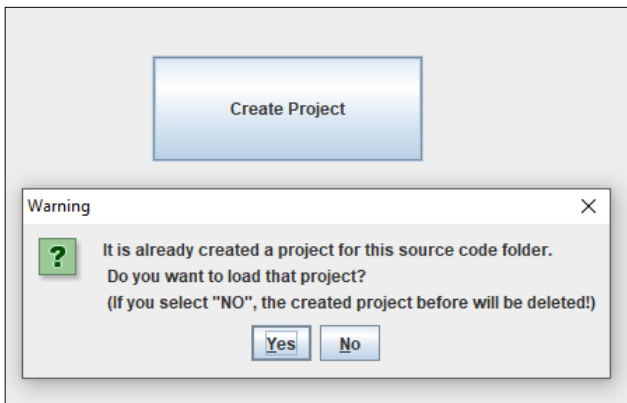 Create Project
Warning
?
It is already created a project for this source code folder.
Do you want to load that project?
(If you select "NO", the created project before will be deleted!)
Yes No